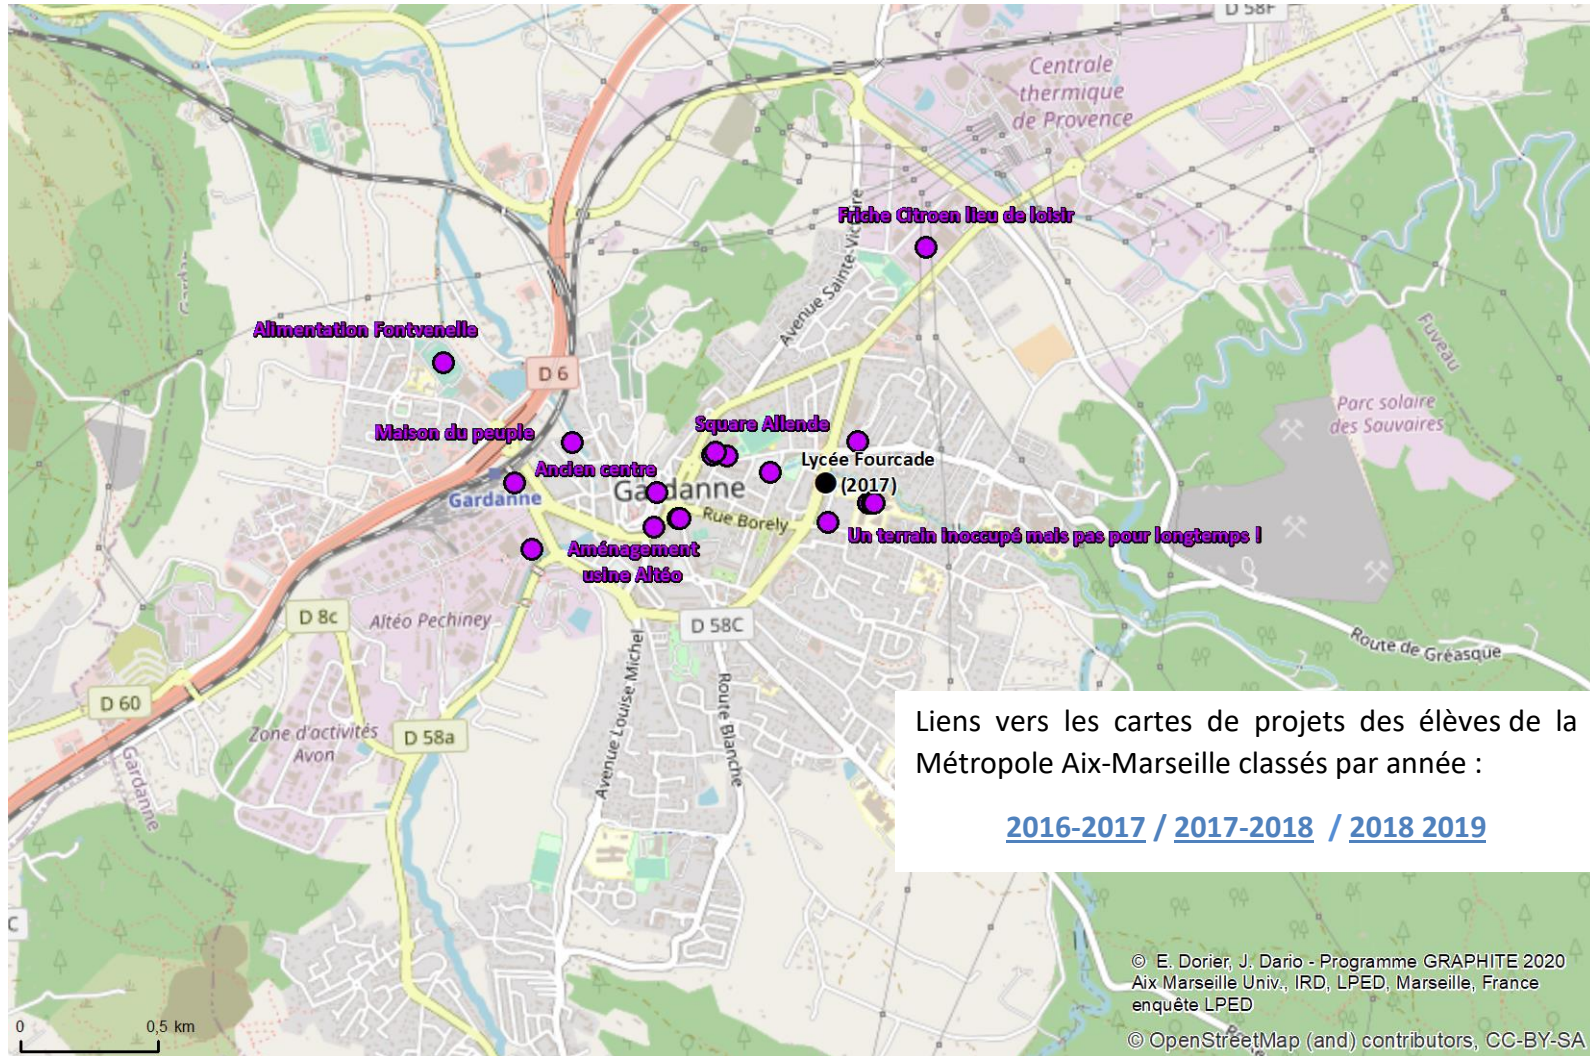 D 58F
Centrale
thermique
de Provence
Friche Citroen lieu de loisir
Avenue Sainte-Victoire
Gardanne
Alimentation Fontvenelle
D 6
Fuveau
Parc solaire
des Sauvaires
Maison du peuple
Square Allende
Ancien centre
Lycée Fourcade
(2017)
Gardanne
Gardanne
Rue Borely
Un terrain inoccupé mais pas pour longtemps !
Aménagement
usine Altéo
D 8c
Altéo Pechiney
D 58C
Route de Gréasque
Avenue Louise Michel
Route Blanche
D 60
Zone d'activités
Avon
D 58a
Gardanne
Liens vers les cartes de projets des élèves de la
Métropole Aix-Marseille classés par année :
2016-2017 / 2017-2018 / 2018 2019
C
© E. Dorier, J. Dario - Programme GRAPHITE 2020
Aix Marseille Univ., IRD, LPED, Marseille, France
enquête LPED
0 0,5 km
© OpenStreetMap (and) contributors, CC-BY-SA